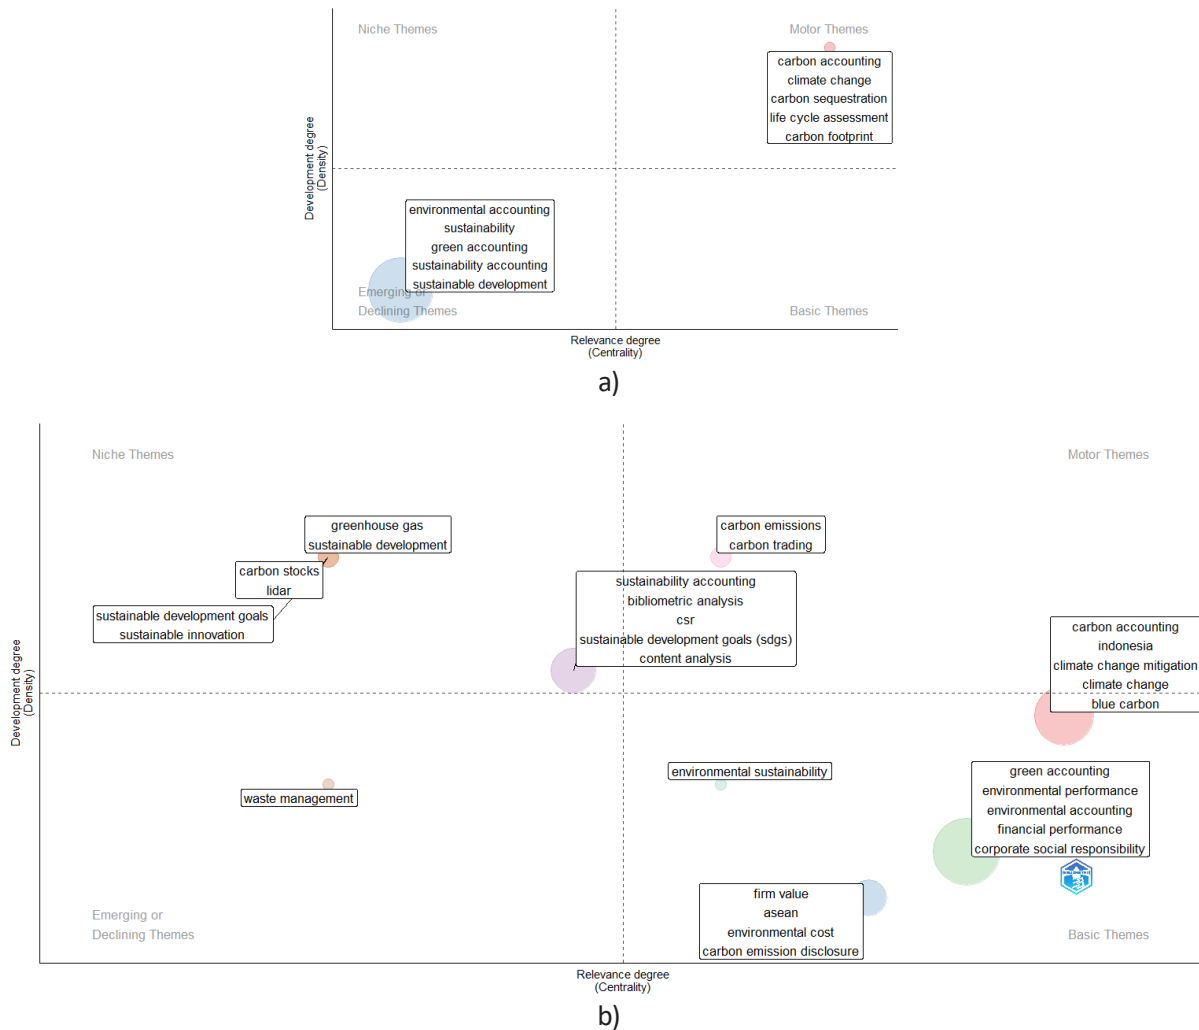 Niche Themes
Motor Themes
carbon accounting
climate change
carbon sequestration
life cycle assessment
carbon footprint
Development degree
(Density)
environmental accounting
sustainability
green accounting
sustainability accounting
sustainable development
Emerging or
Declining Themes
Basic Themes
Relevance degree
(Centrality)
a)
Niche Themes
Motor Themes
greenhouse gas
sustainable development
carbon stocks
lidar
sustainable development goals
sustainable innovation
carbon emissions
carbon trading
sustainability accounting
bibliometric analysis
csr
sustainable development goals (sdgs)
content analysis
carbon accounting
indonesia
climate change mitigation
climate change
blue carbon
Development degree
(Density)
waste management
environmental sustainability
green accounting
environmental performance
environmental accounting
financial performance
corporate social responsibility
firm value
asean
environmental cost
carbon emission disclosure
Emerging or
Declining Themes
Basic Themes
Relevance degree
(Centrality)
b)